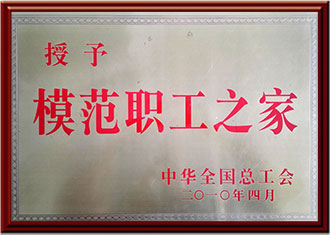 授予
模范职工之家
中华全国总工会
二〇一〇年四月